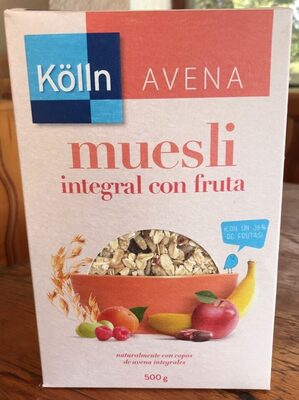 Kölln AVENA
muesli
integral con fruta
¡CON UN 36%
DE FRUTAS!
naturalmente con copos
de avena integrales
500 g